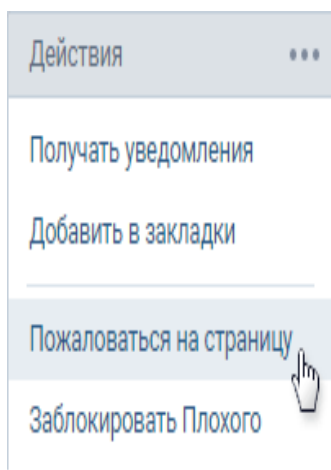 Действия
Получать уведомления
Добавить в закладки
Пожаловаться на страницу
Заблокировать Плохого